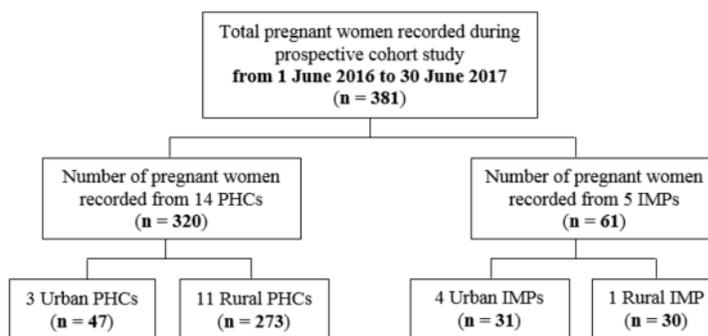 Total pregnant women recorded during
prospective cohort study
from 1 June 2016 to 30 June 2017
(n = 381)
Number of pregnant women
recorded from 14 PHCs
(n = 320)
Number of pregnant women
recorded from 5 IMPs
(n = 61)
3 Urban PHCs
(n = 47)
11 Rural PHCs
(n = 273)
4 Urban IMPs
(n = 31)
1 Rural IMP
(n = 30)